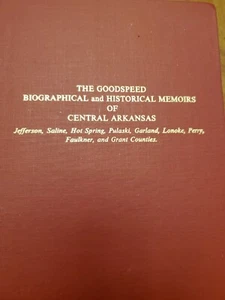 THE GOODSPEED
BIOGRAPHICAL and HISTORICAL MEMOIRS
OF
CENTRAL ARKANSAS
Jefferson, Saline, Hot Spring, Pulaski, Garland, Lonoke, Perry,
Faulkner, and Grant Counties.